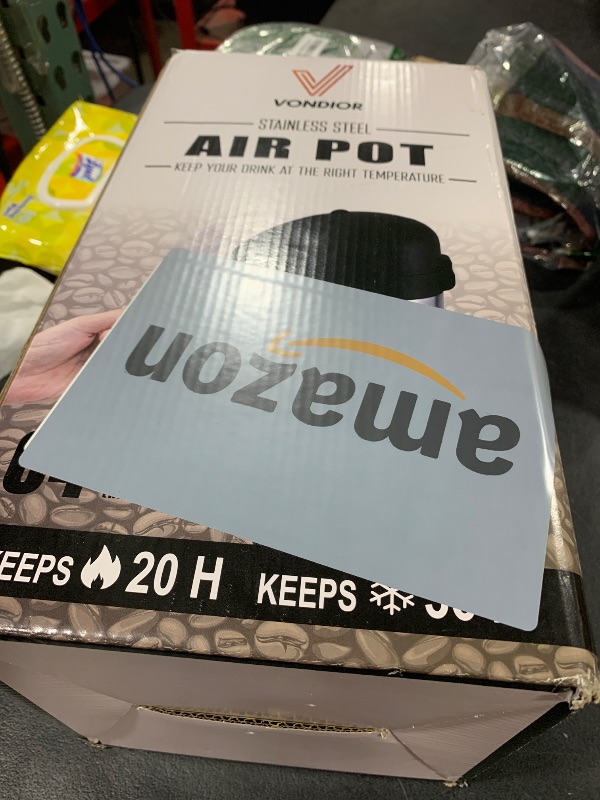 VONDIOR
STAINLESS STEEL
AIR POT
KEEP YOUR DRINK AT THE RIGHT TEMPERATURE
amazon
KEEPS 20 H KEEPS